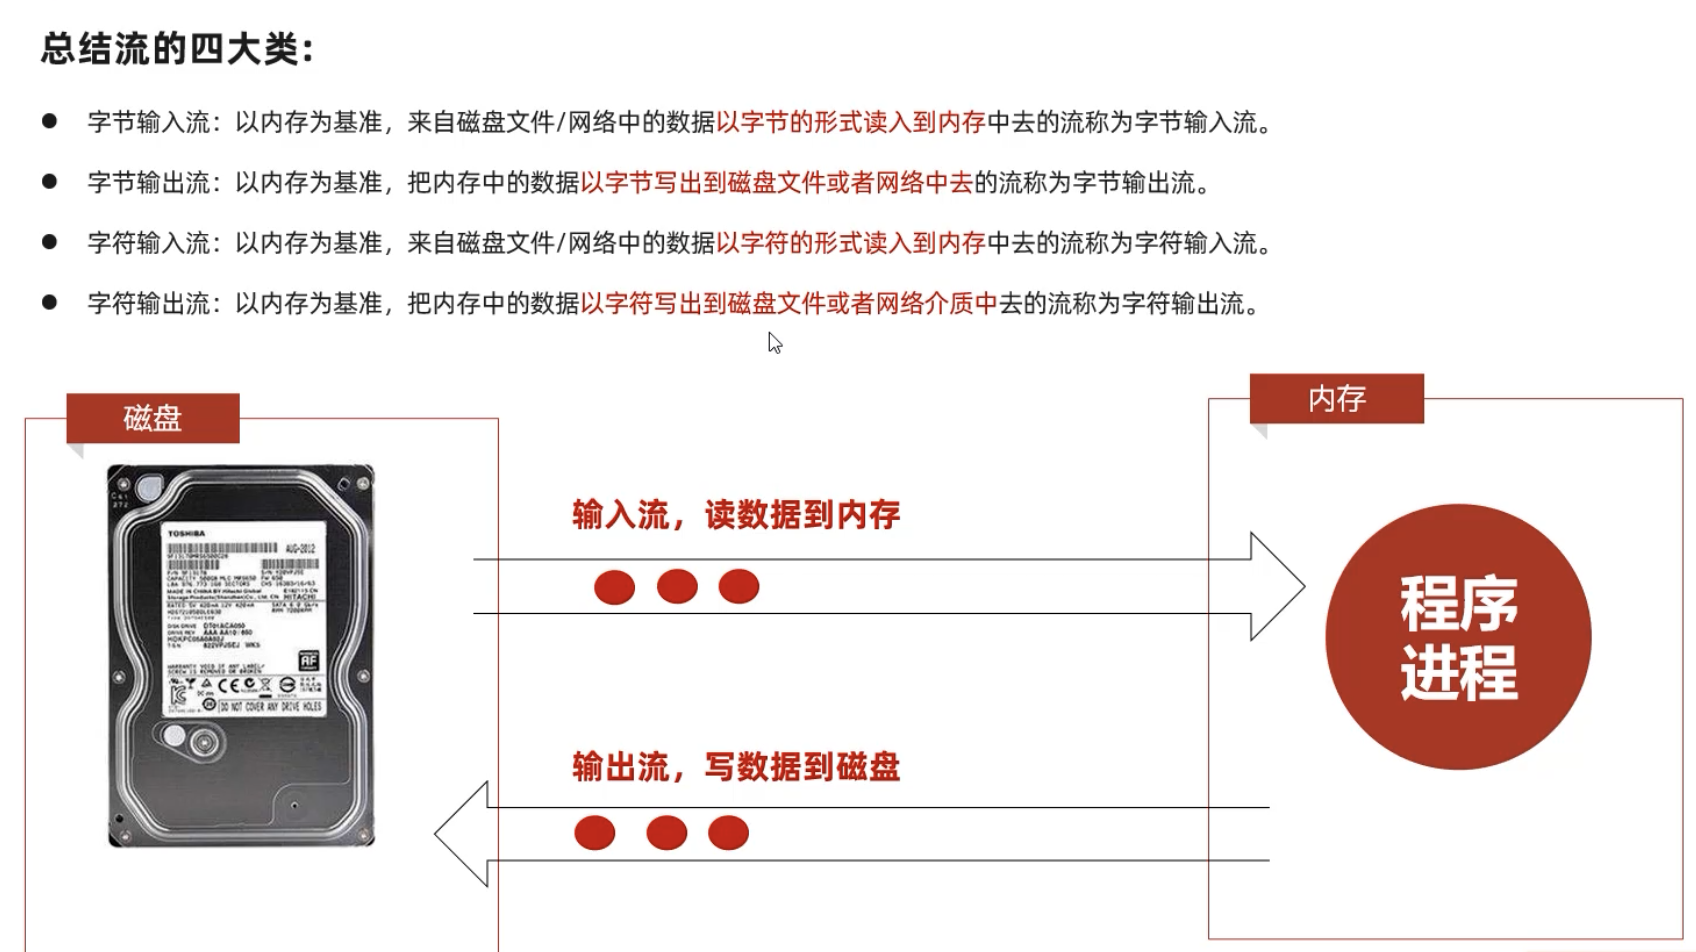 总结流的四大类：
字节输入流：以内存为基准，来自磁盘文件/网络中的数据以字节的形式读入到内存中去的流称为字节输入流。
字节输出流：以内存为基准，把内存中的数据以字节写出到磁盘文件或者网络中去的流称为字节输出流。
字符输入流：以内存为基准，来自磁盘文件/网络中的数据以字符的形式读入到内存中去的流称为字符输入流。
字符输出流：以内存为基准，把内存中的数据以字符写出到磁盘文件或者网络介质中去的流称为字符输出流。
磁盘
内存
TOSHIBA
AUG-2012
输入流，读数据到内存
程序
进程
DO NOT COVER ANY DRIVE HOLES
输出流，写数据到磁盘